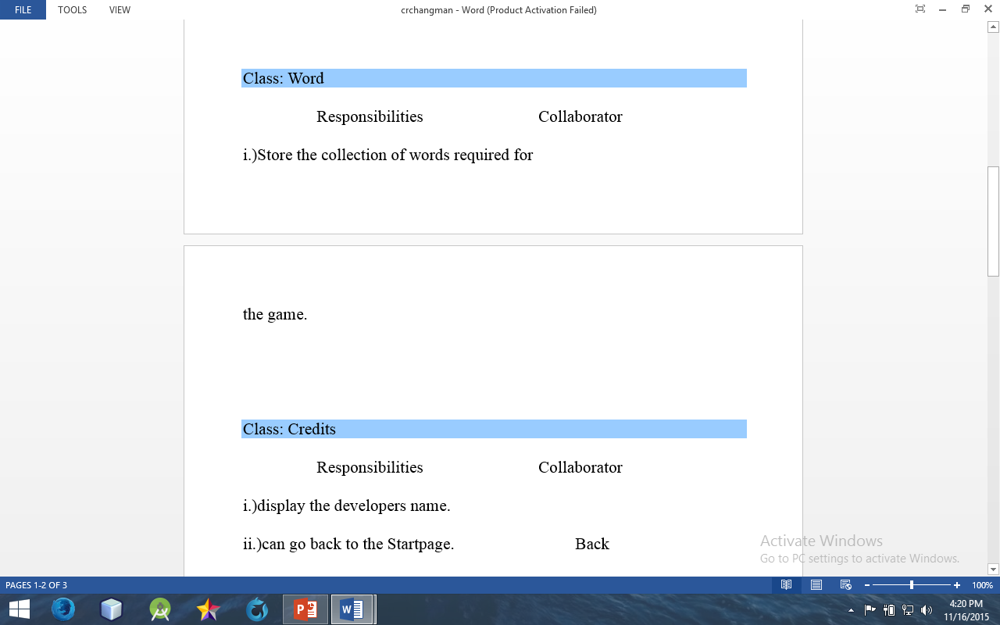 FILE TOOLS VIEW crchangman - Word (Product Activation Failed)
Class: Word
Responsibilities Collaborator
i.)Store the collection of words required for
the game.
Class: Credits
Responsibilities Collaborator
i.)display the developers name.
ii.)can go back to the Startpage. Back
Activate Windows
Go to PC settings to activate Windows.
PAGES 1-2 OF 3 100%
4:20 PM
11/16/2015